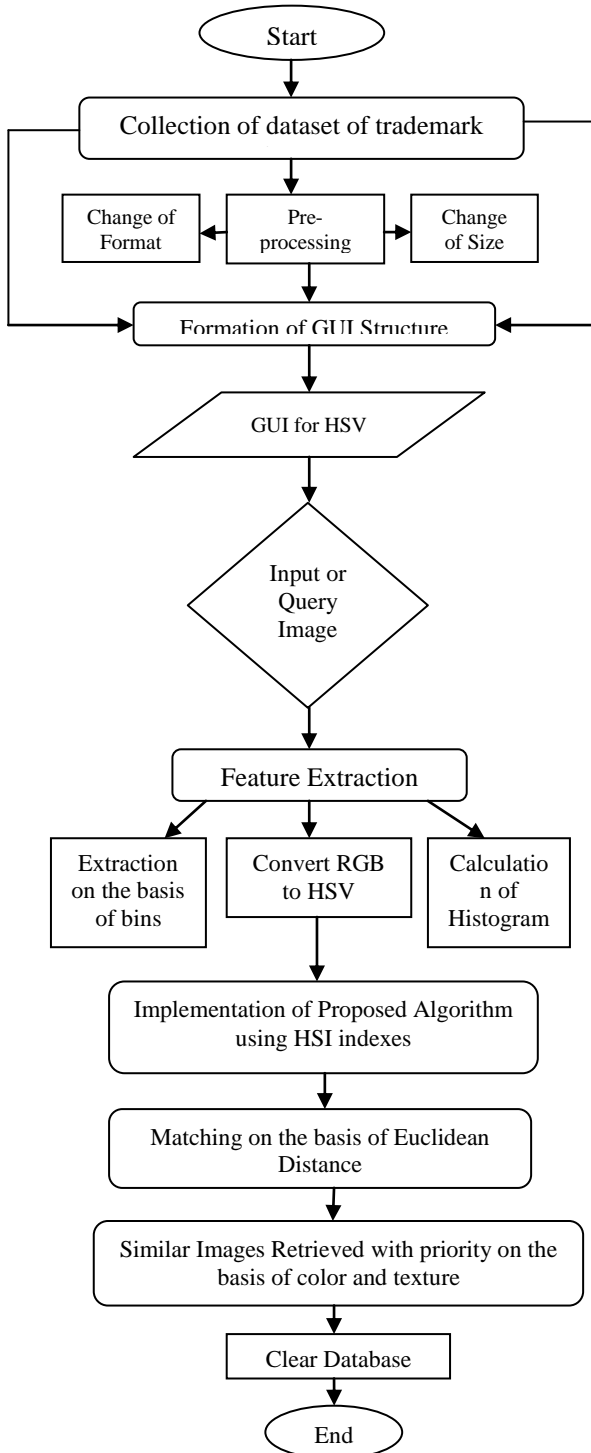 Start
Collection of dataset of trademark
Change of
Format
Pre-
processing
Change
of Size
Formation of GUI Structure
GUI for HSV
Input or
Query
Image
Feature Extraction
Extraction
on the basis
of bins
Convert RGB
to HSV
Calculatio
n of
Histogram
Implementation of Proposed Algorithm
using HSI indexes
Matching on the basis of Euclidean
Distance
Similar Images Retrieved with priority on the
basis of color and texture
Clear Database
End